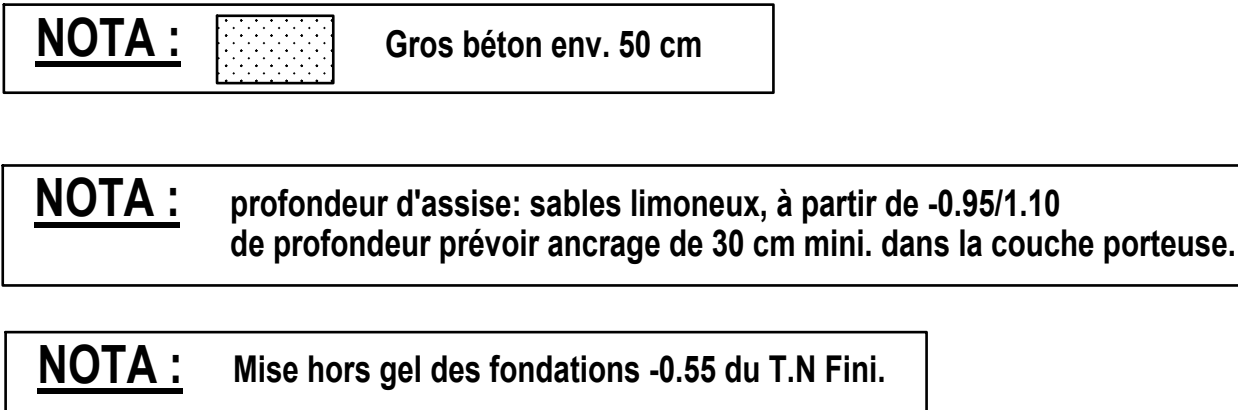 NOTA : Gros béton env. 50 cm
NOTA : profondeur d'assise: sables limoneux, à partir de -0.95/1.10
de profondeur prévoir ancrage de 30 cm mini. dans la couche porteuse.
NOTA : Mise hors gel des fondations -0.55 du T.N Fini.